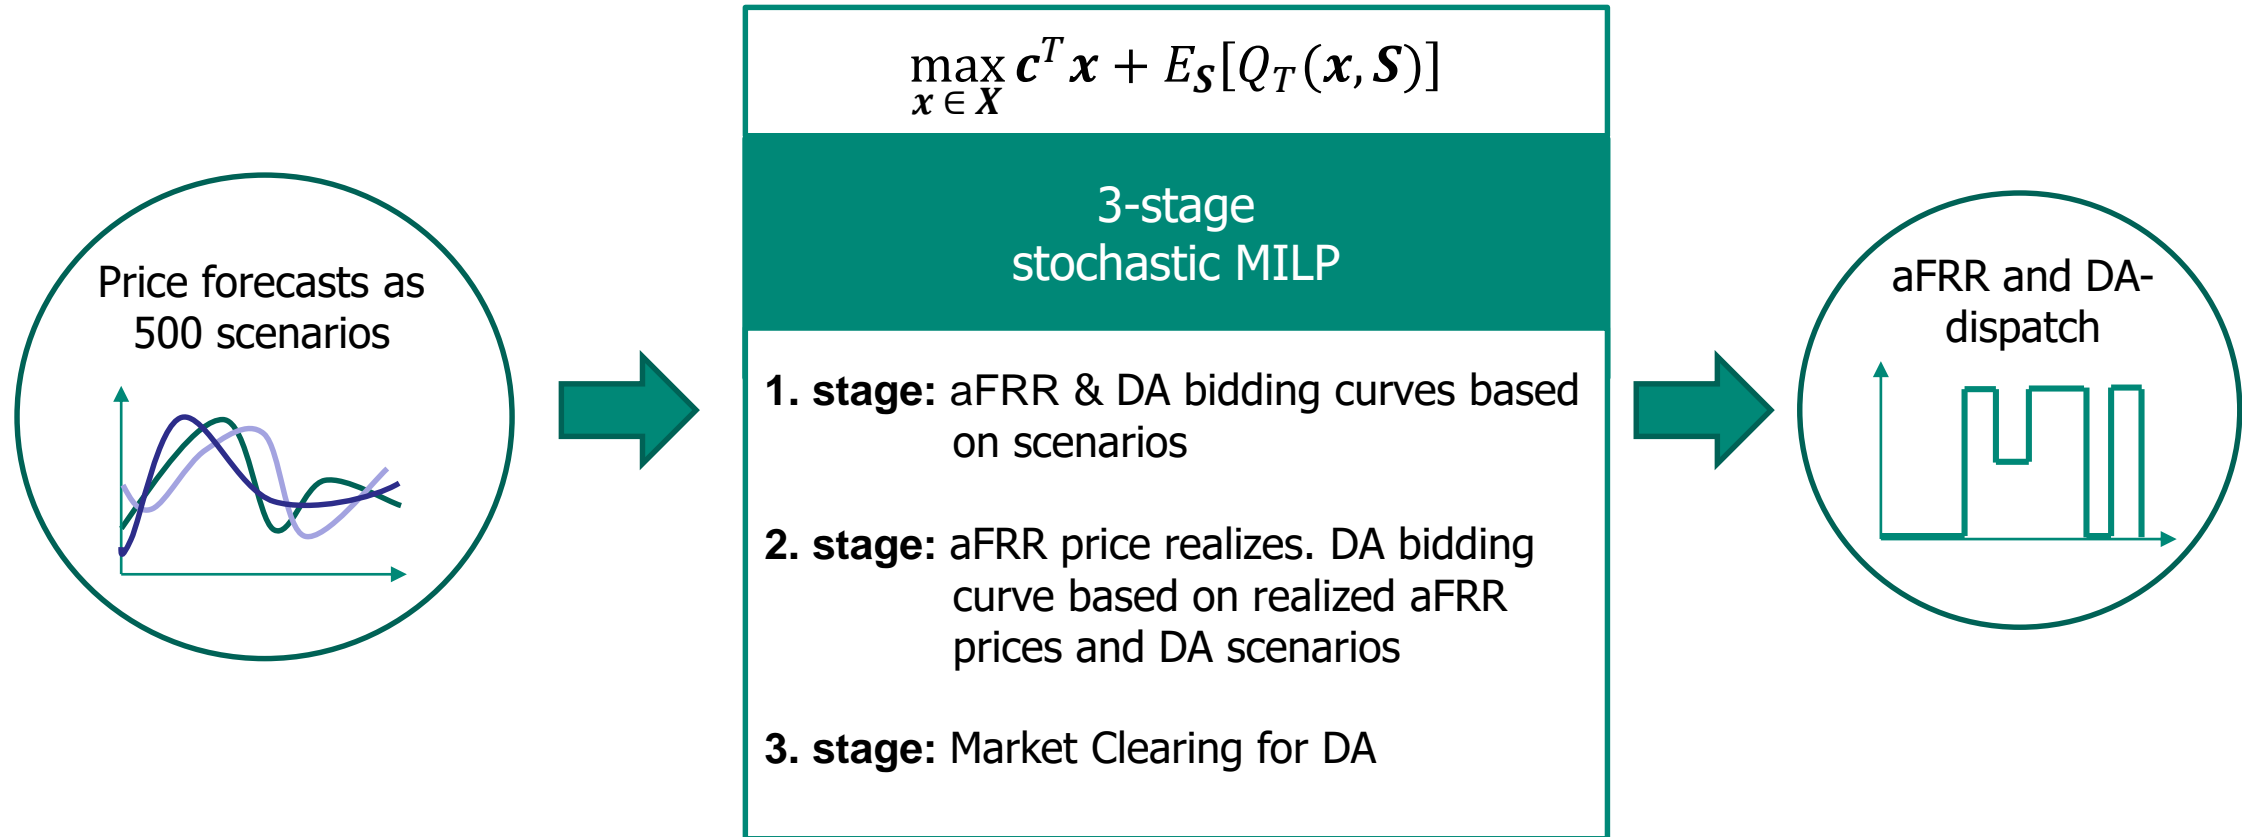 Price forecasts as
500 scenarios
max 𝒄ᵀ 𝒙 + E_𝑺[Q_T(𝒙, 𝑺)]
𝒙 ∈ 𝑿
3-stage
stochastic MILP
1. stage: aFRR & DA bidding curves based
on scenarios
2. stage: aFRR price realizes. DA bidding
curve based on realized aFRR
prices and DA scenarios
3. stage: Market Clearing for DA
aFRR and DA-
dispatch